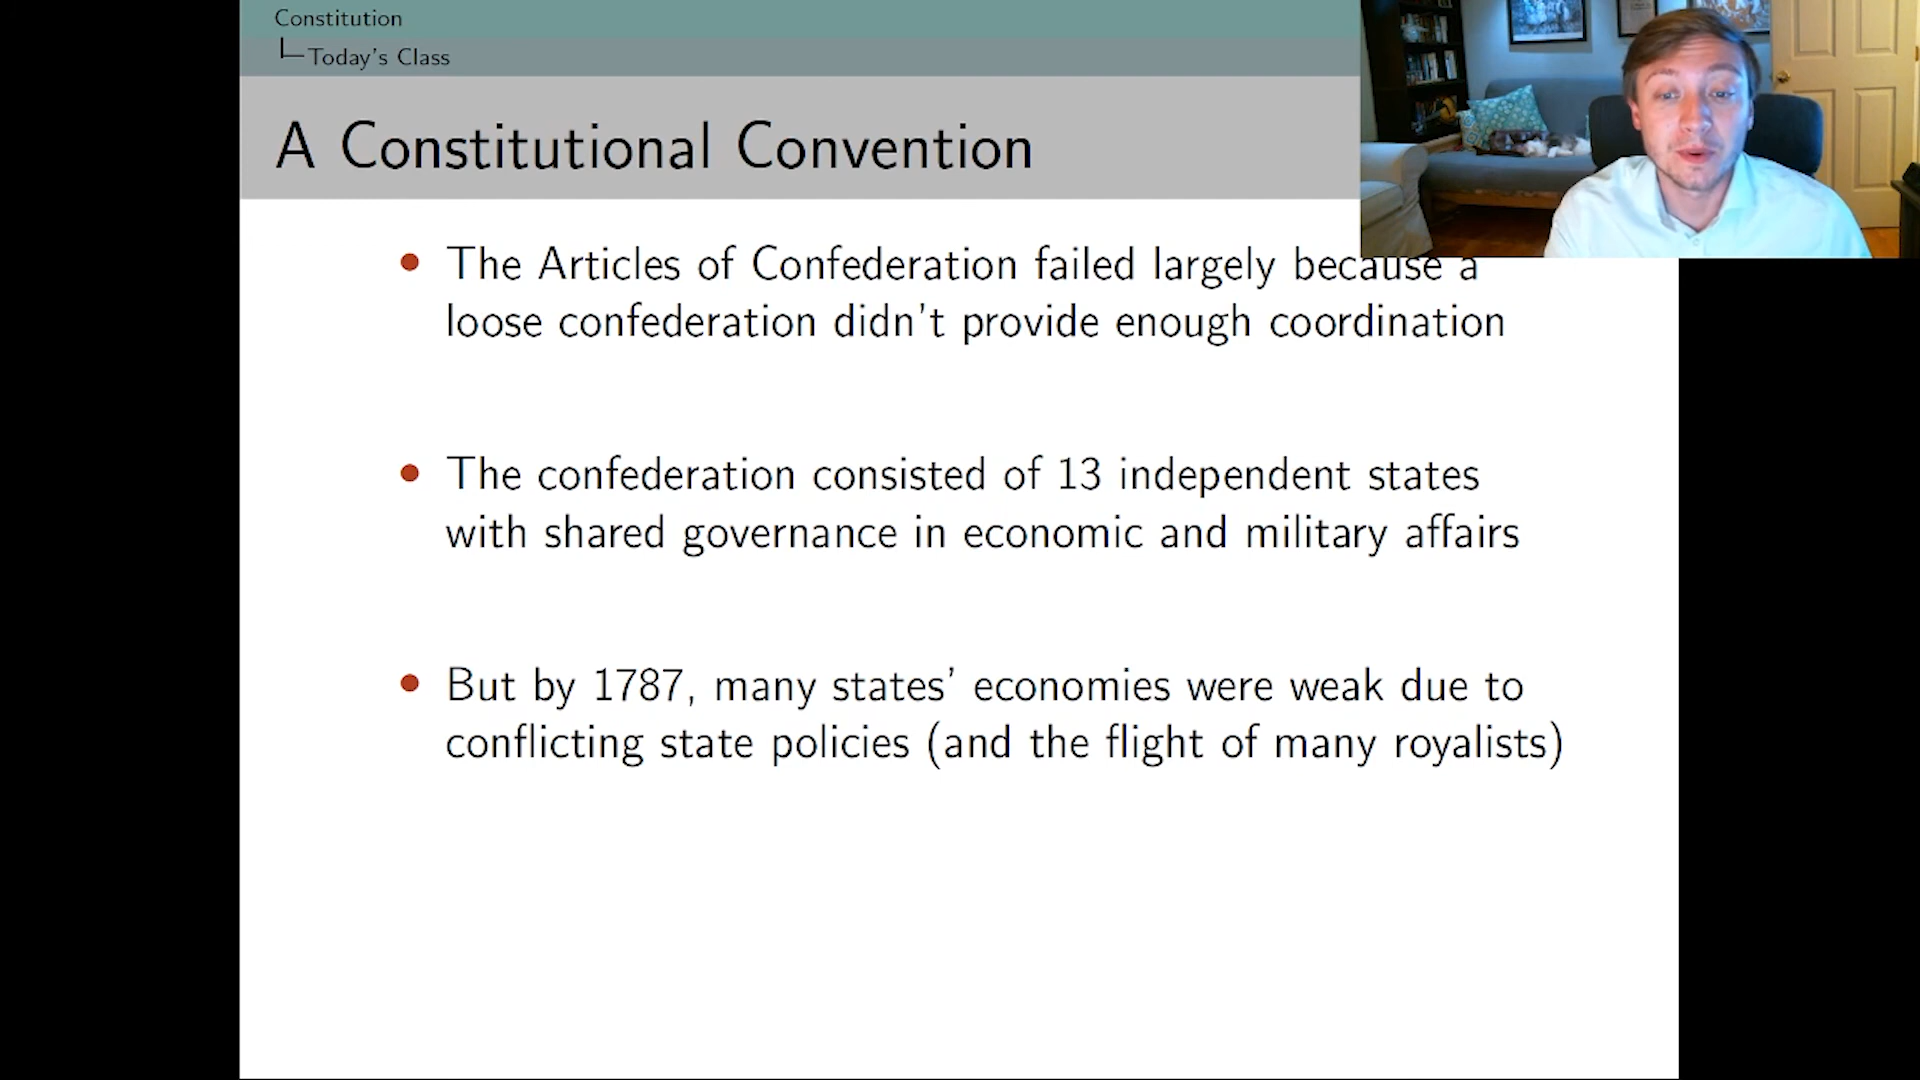 Constitution
Today's Class
A Constitutional Convention
• The Articles of Confederation failed largely because a
loose confederation didn't provide enough coordination
• The confederation consisted of 13 independent states
with shared governance in economic and military affairs
• But by 1787, many states' economies were weak due to
conflicting state policies (and the flight of many royalists)